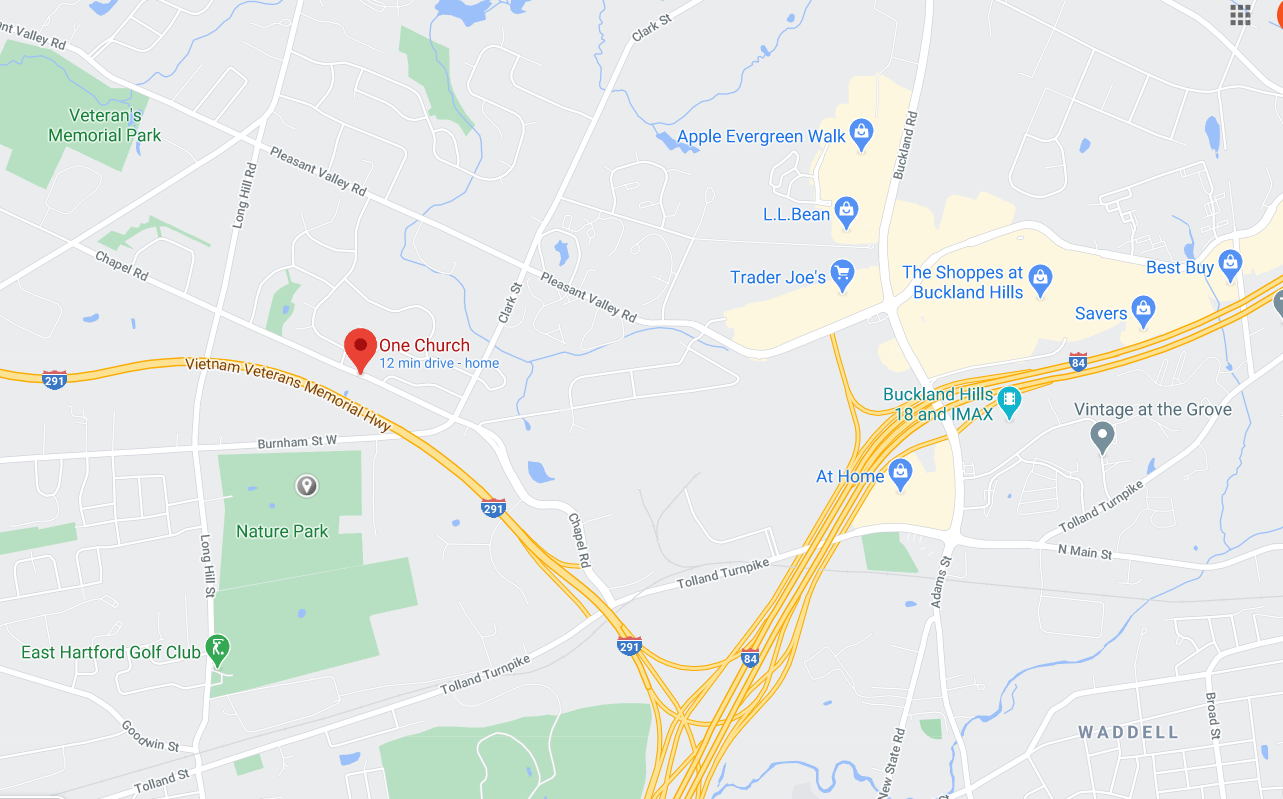 ant Valley Rd
Clark St
Veteran's
Memorial Park
Apple Evergreen Walk
Buckland Rd
Pleasant Valley Rd
Long Hill Rd
L.L.Bean
Chapel Rd
Trader Joe's
The Shoppes at
Buckland Hills
Best Buy
Clark St
Pleasant Valley Rd
Savers
One Church
12 min drive - home
291
Vietnam Veterans Memorial Hwy
84
Buckland Hills
18 and IMAX
Vintage at the Grove
Burnham St W
At Home
291
Nature Park
Chapel Rd
Tolland Turnpike
N Main St
Long Hill St
Tolland Turnpike
Adams St
East Hartford Golf Club
291
84
Tolland Turnpike
Goodwin St
Broad St
WADDELL
New State Rd
Tolland St